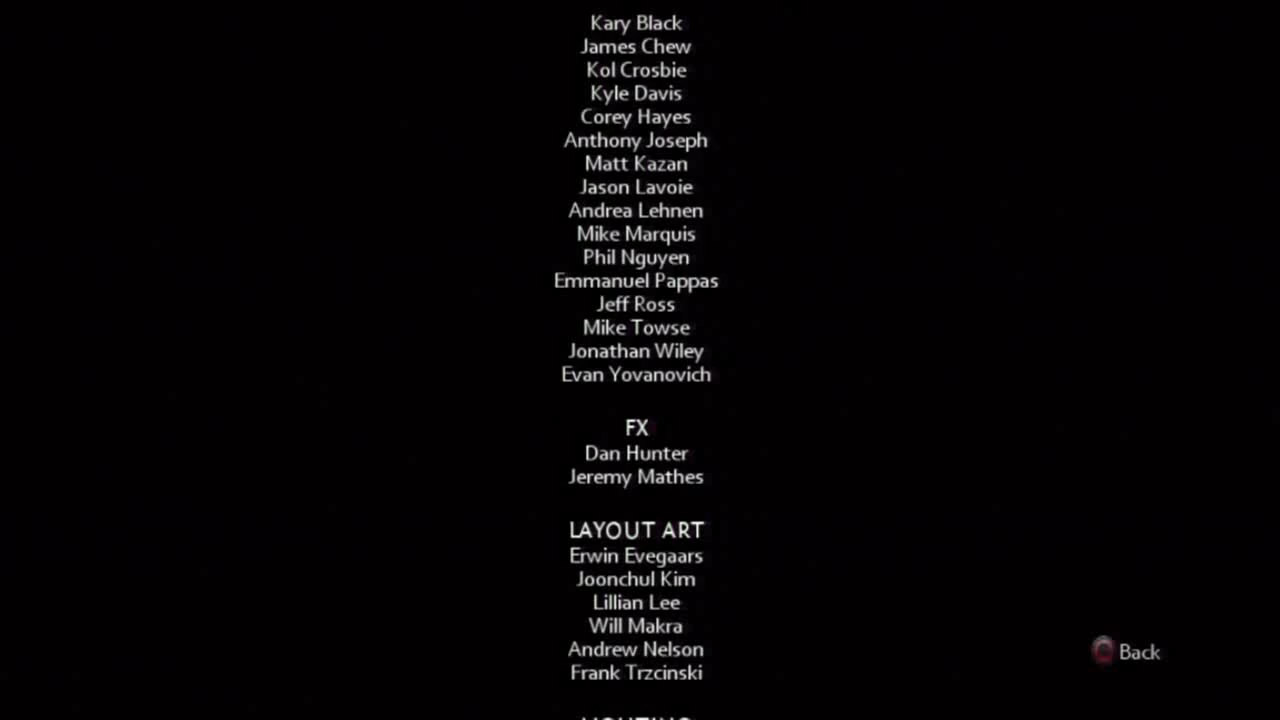 Kary Black
James Chew
Kol Crosbie
Kyle Davis
Corey Hayes
Anthony Joseph
Matt Kazan
Jason Lavoie
Andrea Lehnen
Mike Marquis
Phil Nguyen
Emmanuel Pappas
Jeff Ross
Mike Towse
Jonathan Wiley
Evan Yovanovich
FX
Dan Hunter
Jeremy Mathes
LAYOUT ART
Erwin Evegaars
Joonchul Kim
Lillian Lee
Will Makra
Andrew Nelson
Frank Trzcinski
Back